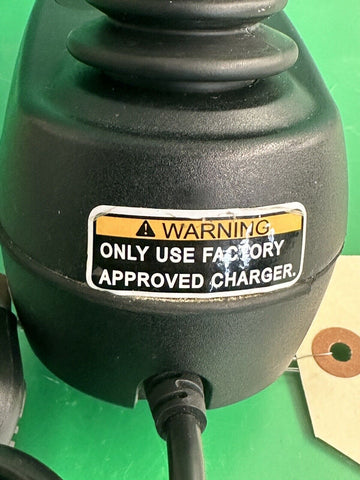 WARNING
ONLY USE FACTORY
APPROVED CHARGER.